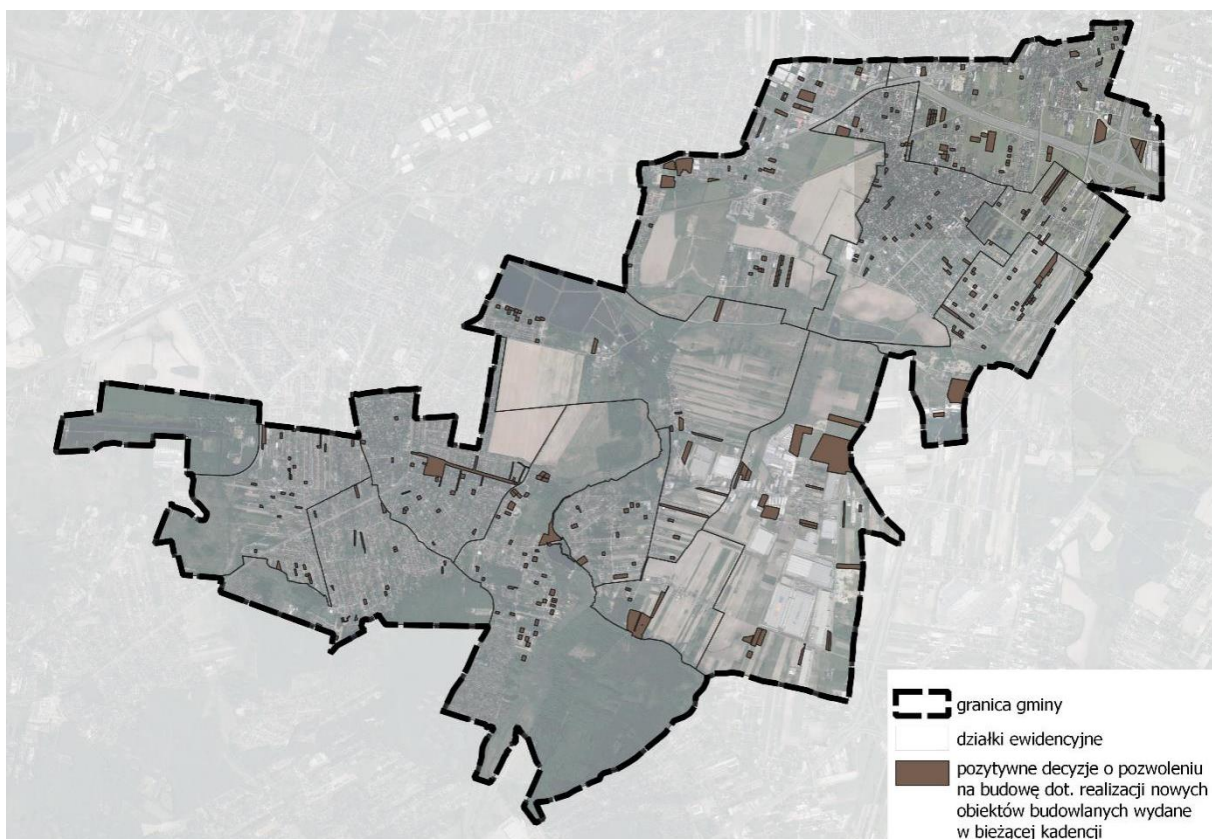 granica gminy
działki ewidencyjne
pozytywne decyzje o pozwoleniu
na budowę dot. realizacji nowych
obiektów budowlanych wydane
w bieżącej kadencji